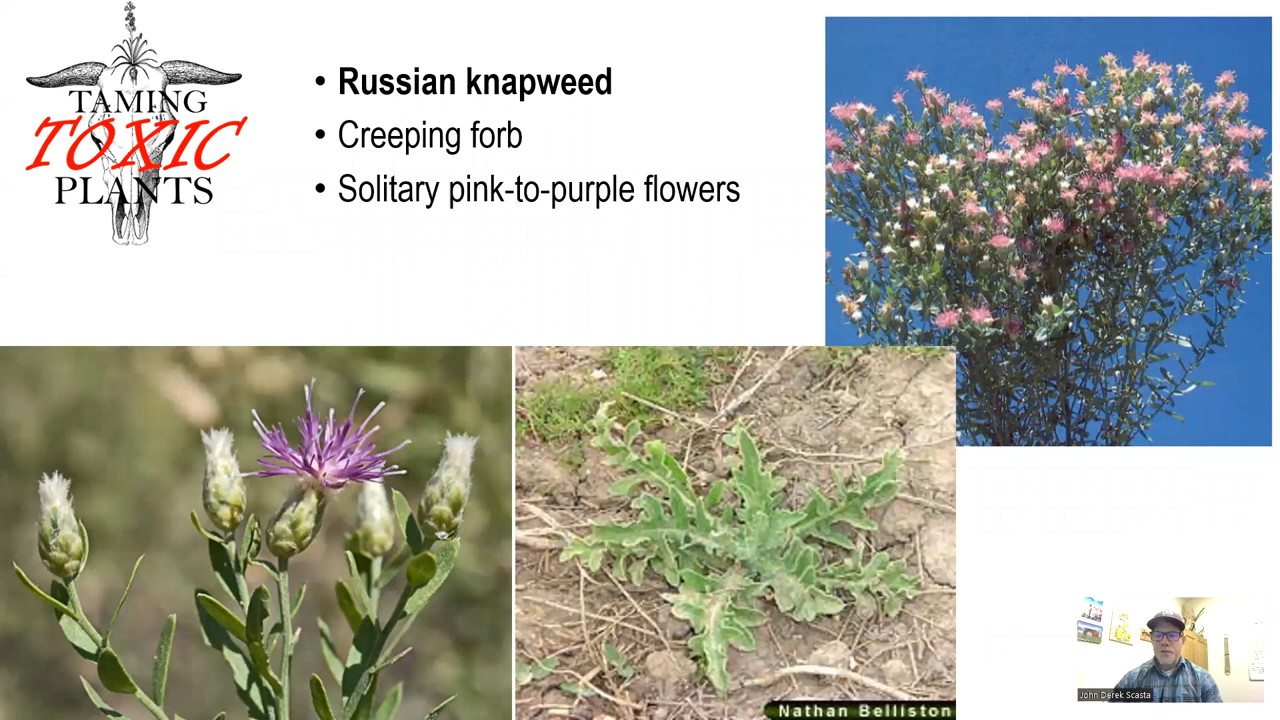 TAMING
TOXIC
PLANTS
• Russian knapweed
• Creeping forb
• Solitary pink-to-purple flowers
Nathan Belliston
John Derek Scasta